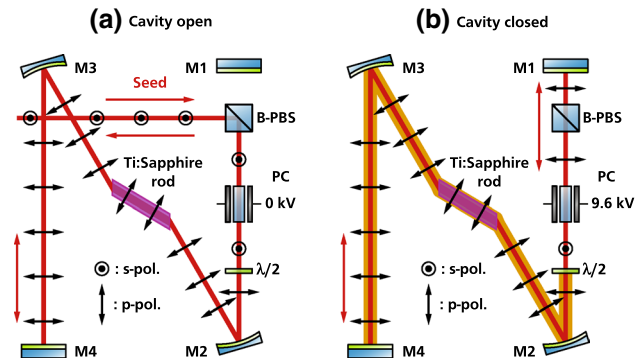 (a) Cavity open
M3
M1
Seed
B-PBS
Ti:Sapphire
rod
PC
0 kV
: s-pol.
λ/2
: p-pol.
M4
M2
(b) Cavity closed
M3
M1
B-PBS
Ti:Sapphire
rod
PC
9.6 kV
: s-pol.
λ/2
: p-pol.
M4
M2